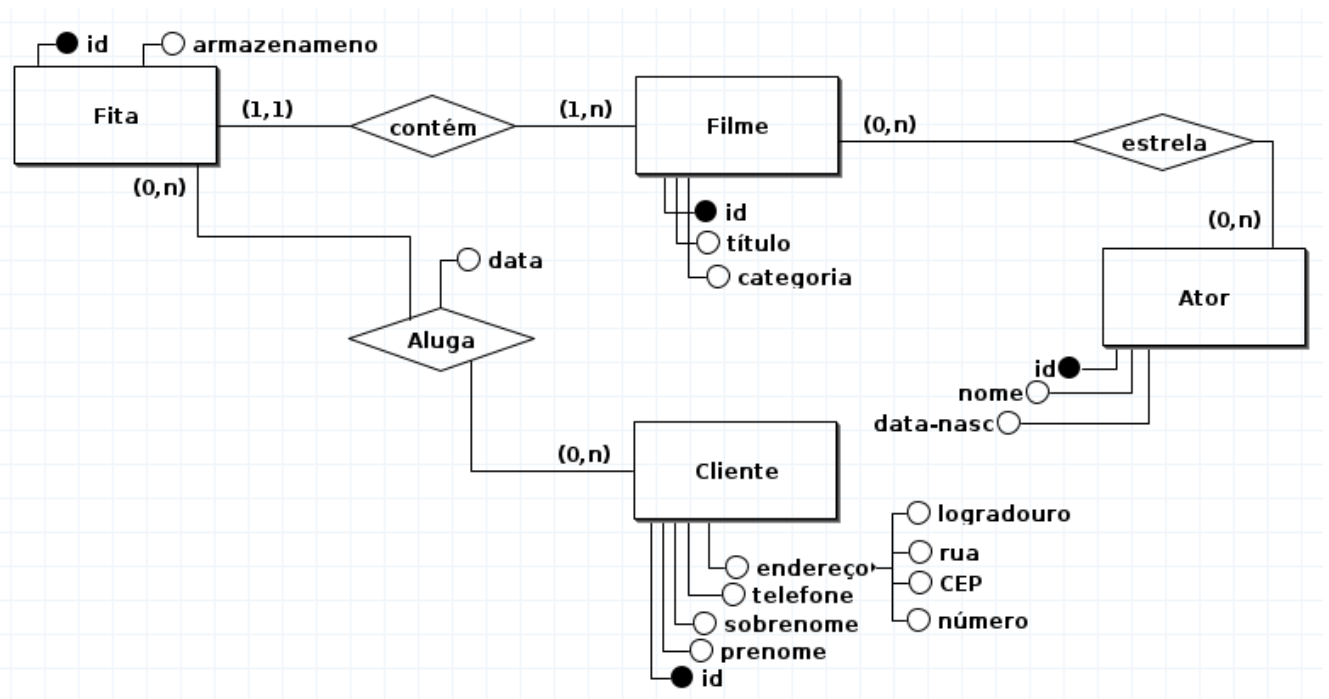 id
armazenameno
Fita
(1,1)
contém
(1,n)
Filme
(0,n)
estrela
(0,n)
(0,n)
id
título
categoria
data
Aluga
Ator
id
nome
data-nasc
(0,n)
Cliente
endereço
telefone
sobrenome
prenome
id
logradouro
rua
CEP
número